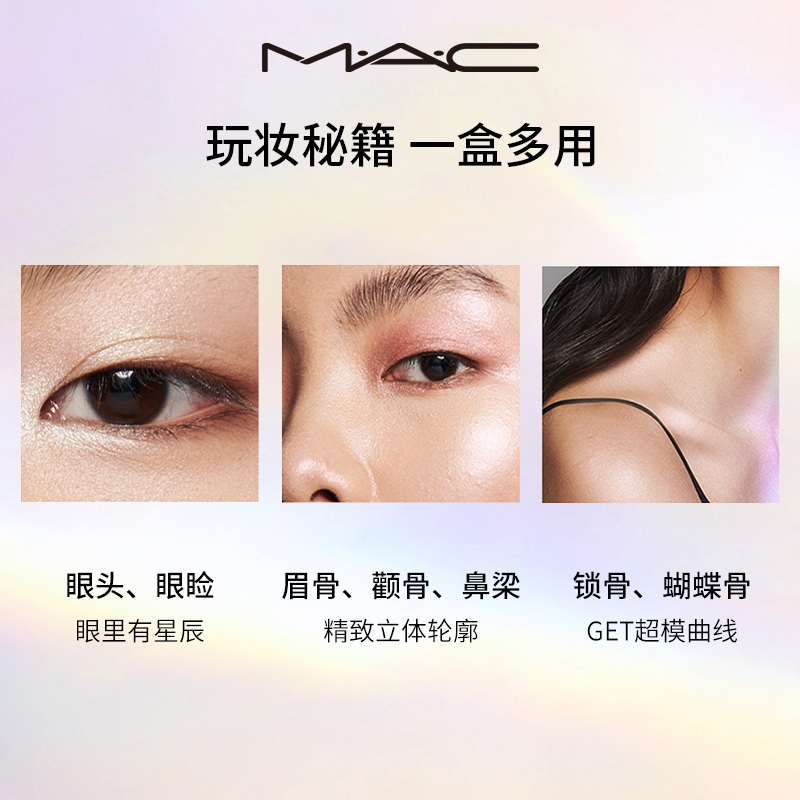 MAC
玩妆秘籍 一盒多用
眼头、眼睑
眼里有星辰
眉骨、颧骨、鼻梁
精致立体轮廓
锁骨、蝴蝶骨
GET超模曲线